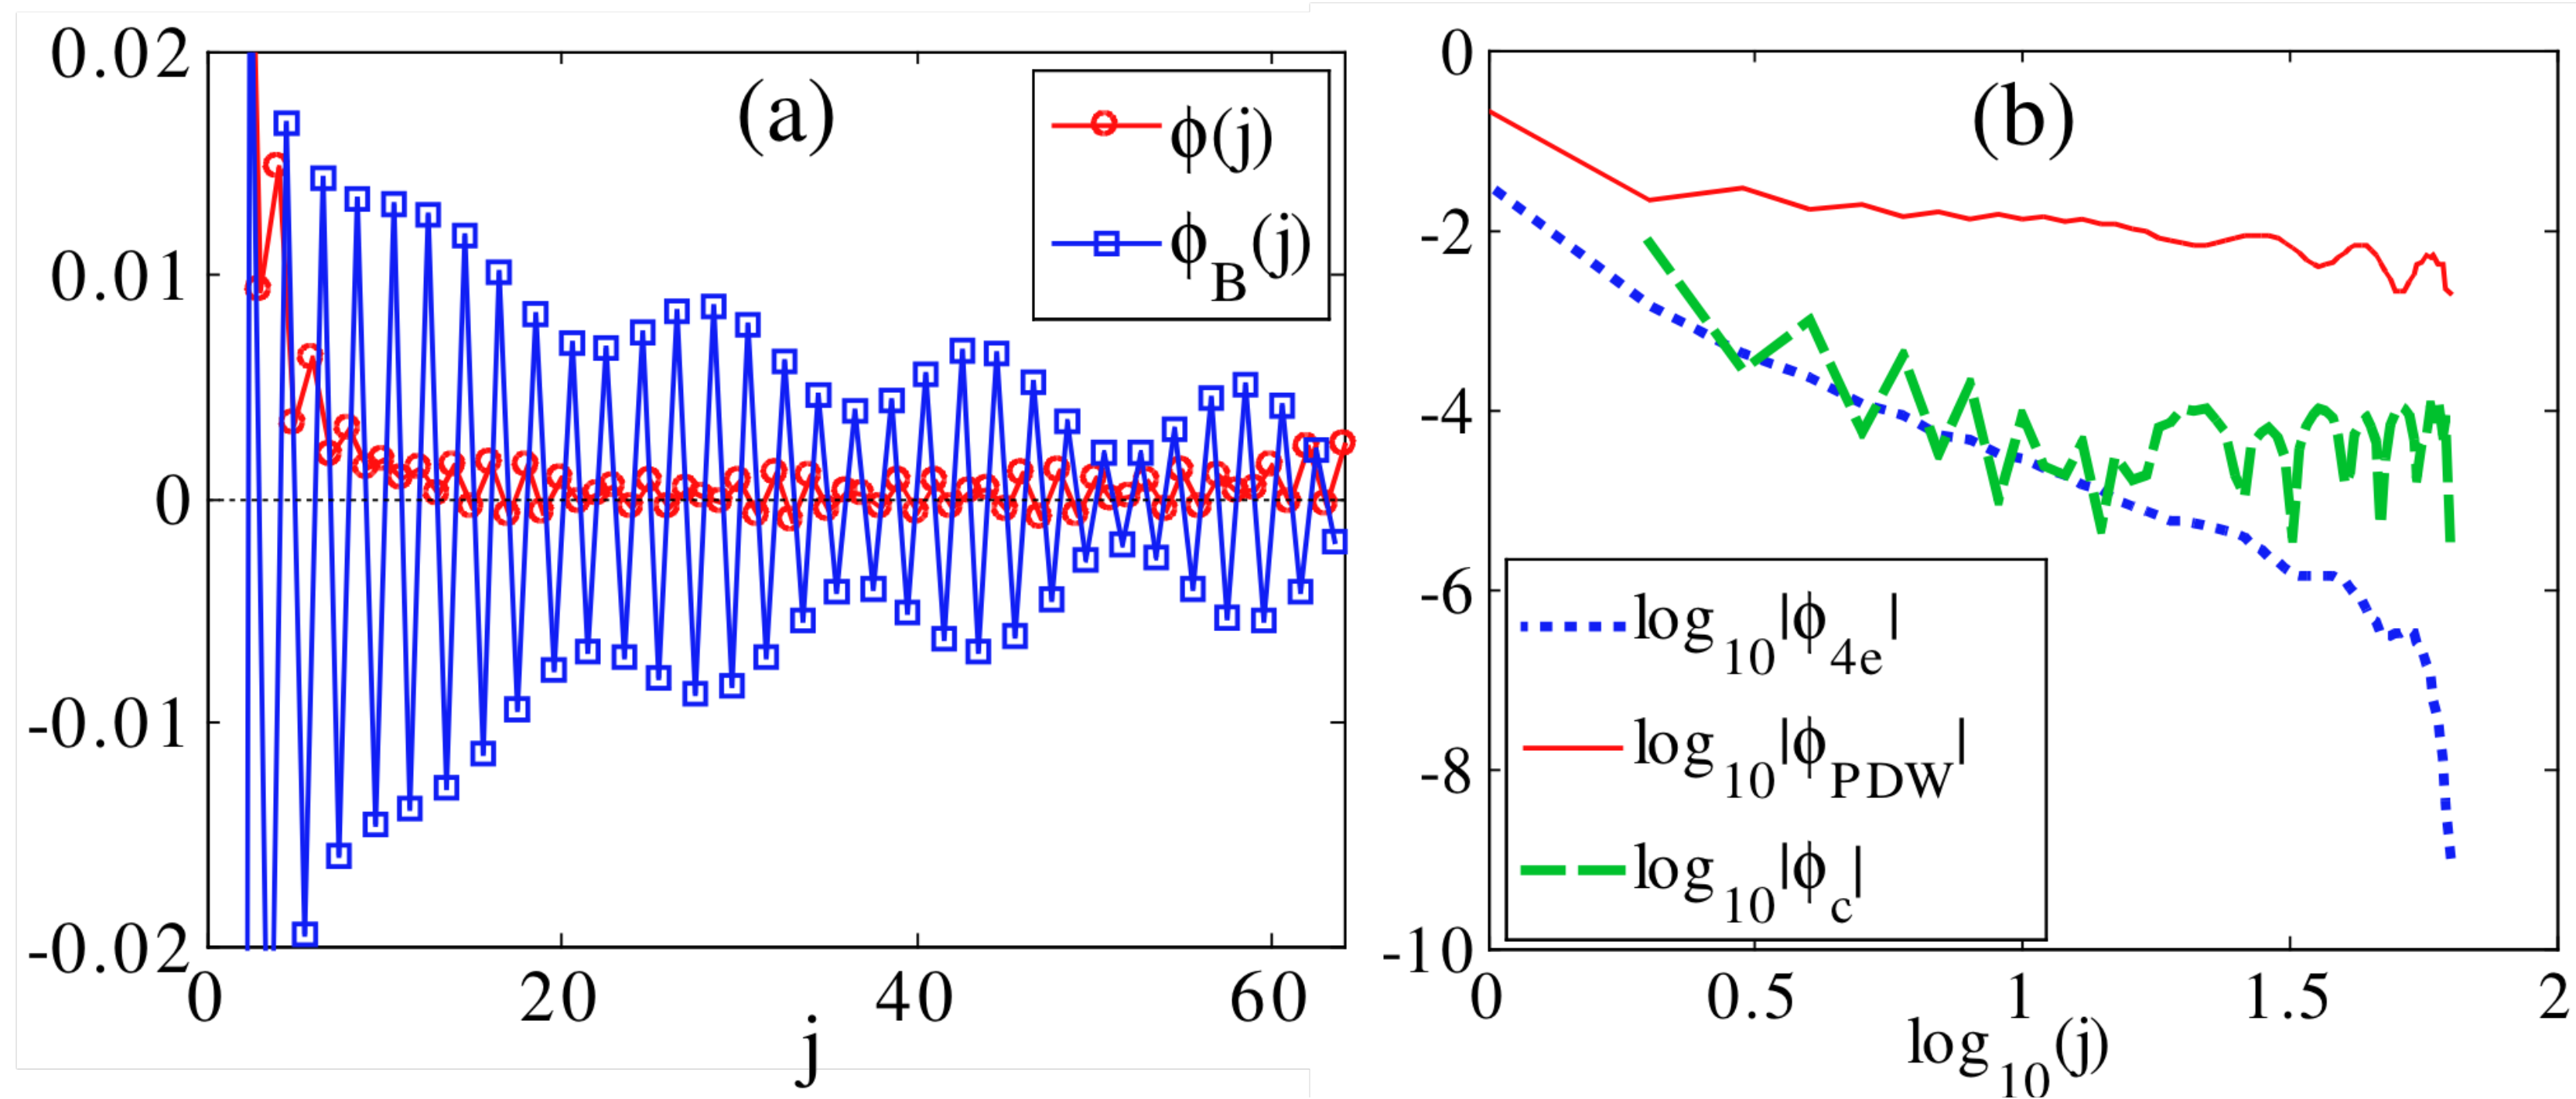 0.02
0.01
0
-0.01
-0.02
0
20
40
60
j
(a)
ϕ(j)
ϕ_B(j)
0
-2
-4
-6
-8
-10
0
0.5
1
1.5
2
log_10(j)
(b)
log_10|ϕ_4e|
log_10|ϕ_PDW|
log_10|ϕ_c|